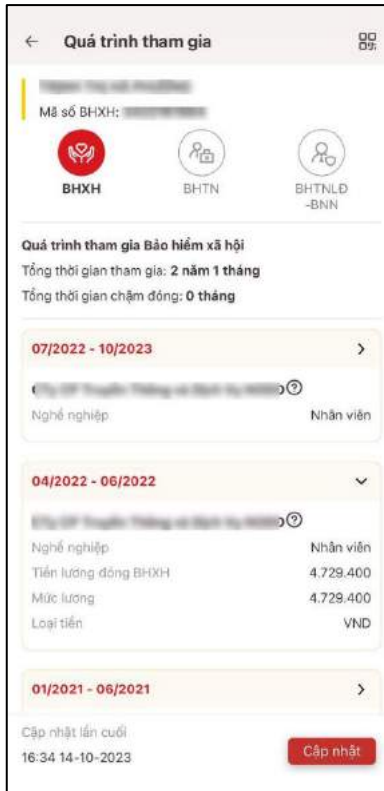 Quá trình tham gia
Mã số BHXH:
BHXH
BHTN
BHTNLĐ
-BNN
Quá trình tham gia Bảo hiểm xã hội
Tổng thời gian tham gia: 2 năm 1 tháng
Tổng thời gian chậm đóng: 0 tháng
07/2022 - 10/2023
Nghề nghiệp Nhân viên
04/2022 - 06/2022
Nghề nghiệp Nhân viên
Tiền lương đóng BHXH 4.729.400
Mức lương 4.729.400
Loại tiền VND
01/2021 - 06/2021
Cập nhật lần cuối
16:34 14-10-2023
Cập nhật